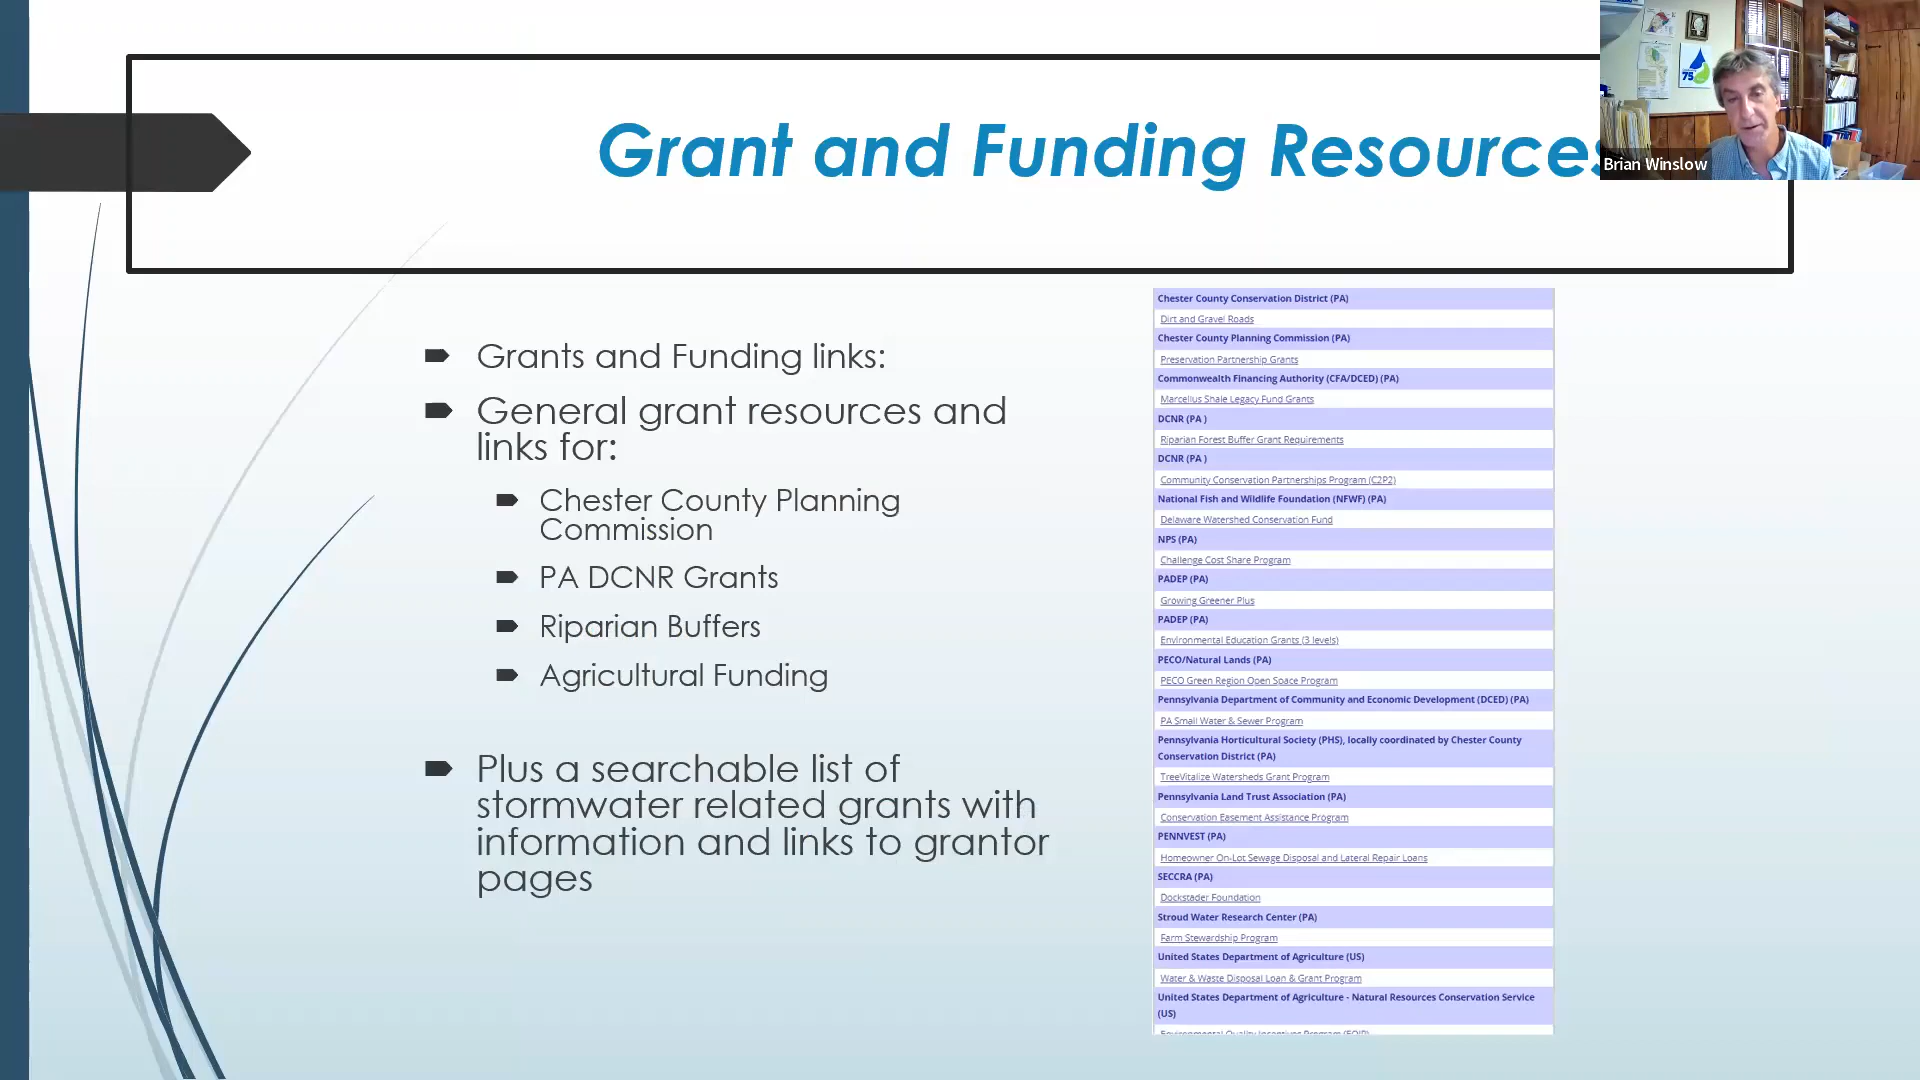 Grant and Funding Resources
Brian Winslow
75
Grants and Funding links:
General grant resources and
links for:
Chester County Planning
Commission
PA DCNR Grants
Riparian Buffers
Agricultural Funding
Plus a searchable list of
stormwater related grants with
information and links to grantor
pages
Chester County Conservation District (PA)
Dirt and Gravel Roads
Chester County Planning Commission (PA)
Preservation Partnership Grants
Commonwealth Financing Authority (CFA/DCED) (PA)
Marcellus Shale Legacy Fund Grants
DCNR (PA )
Riparian Forest Buffer Grant Requirements
DCNR (PA )
Community Conservation Partnerships Program (C2P2)
National Fish and Wildlife Foundation (NFWF) (PA)
Delaware Watershed Conservation Fund
NPS (PA)
Challenge Cost Share Program
PADEP (PA)
Growing Greener Plus
PADEP (PA)
Environmental Education Grants (3 levels)
PECO/Natural Lands (PA)
PECO Green Region Open Space Program
Pennsylvania Department of Community and Economic Development (DCED) (PA)
PA Small Water & Sewer Program
Pennsylvania Horticultural Society (PHS), locally coordinated by Chester County
Conservation District (PA)
TreeVitalize Watersheds Grant Program
Pennsylvania Land Trust Association (PA)
Conservation Easement Assistance Program
PENNVEST (PA)
Homeowner On-Lot Sewage Disposal and Lateral Repair Loans
SECCRA (PA)
Dockstader Foundation
Stroud Water Research Center (PA)
Farm Stewardship Program
United States Department of Agriculture (US)
Water & Waste Disposal Loan & Grant Program
United States Department of Agriculture - Natural Resources Conservation Service
(US)
Environmental Quality Incentives Program (EQIP)